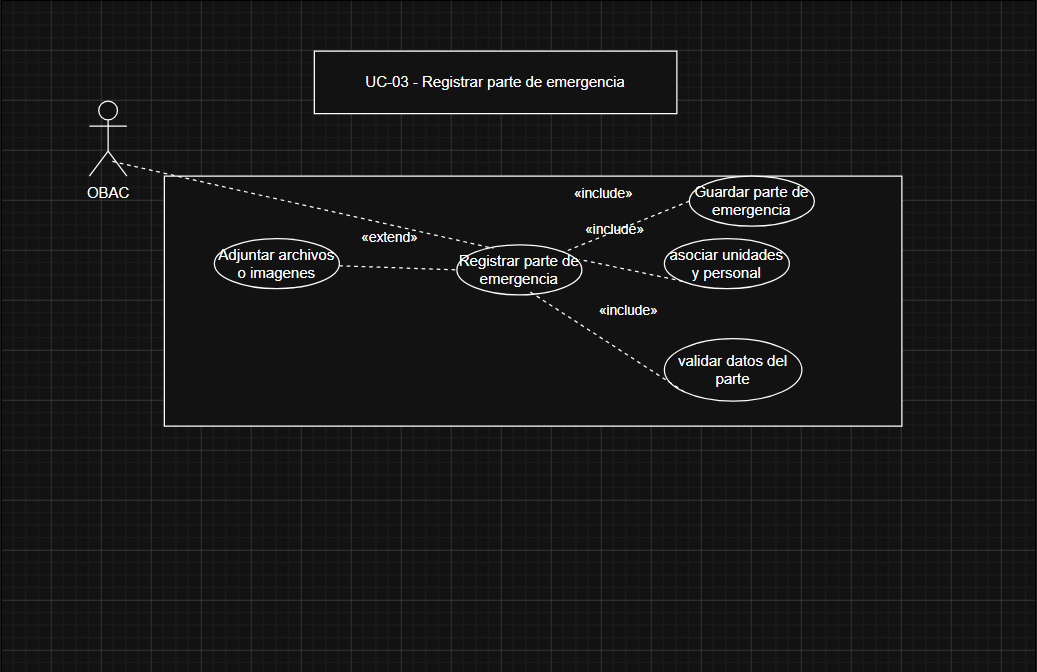 UC-03 - Registrar parte de emergencia
OBAC
«include»
Guardar parte de
emergencia
«include»
«extend»
Adjuntar archivos
o imagenes
Registrar parte de
emergencia
asociar unidades
y personal
«include»
validar datos del
parte